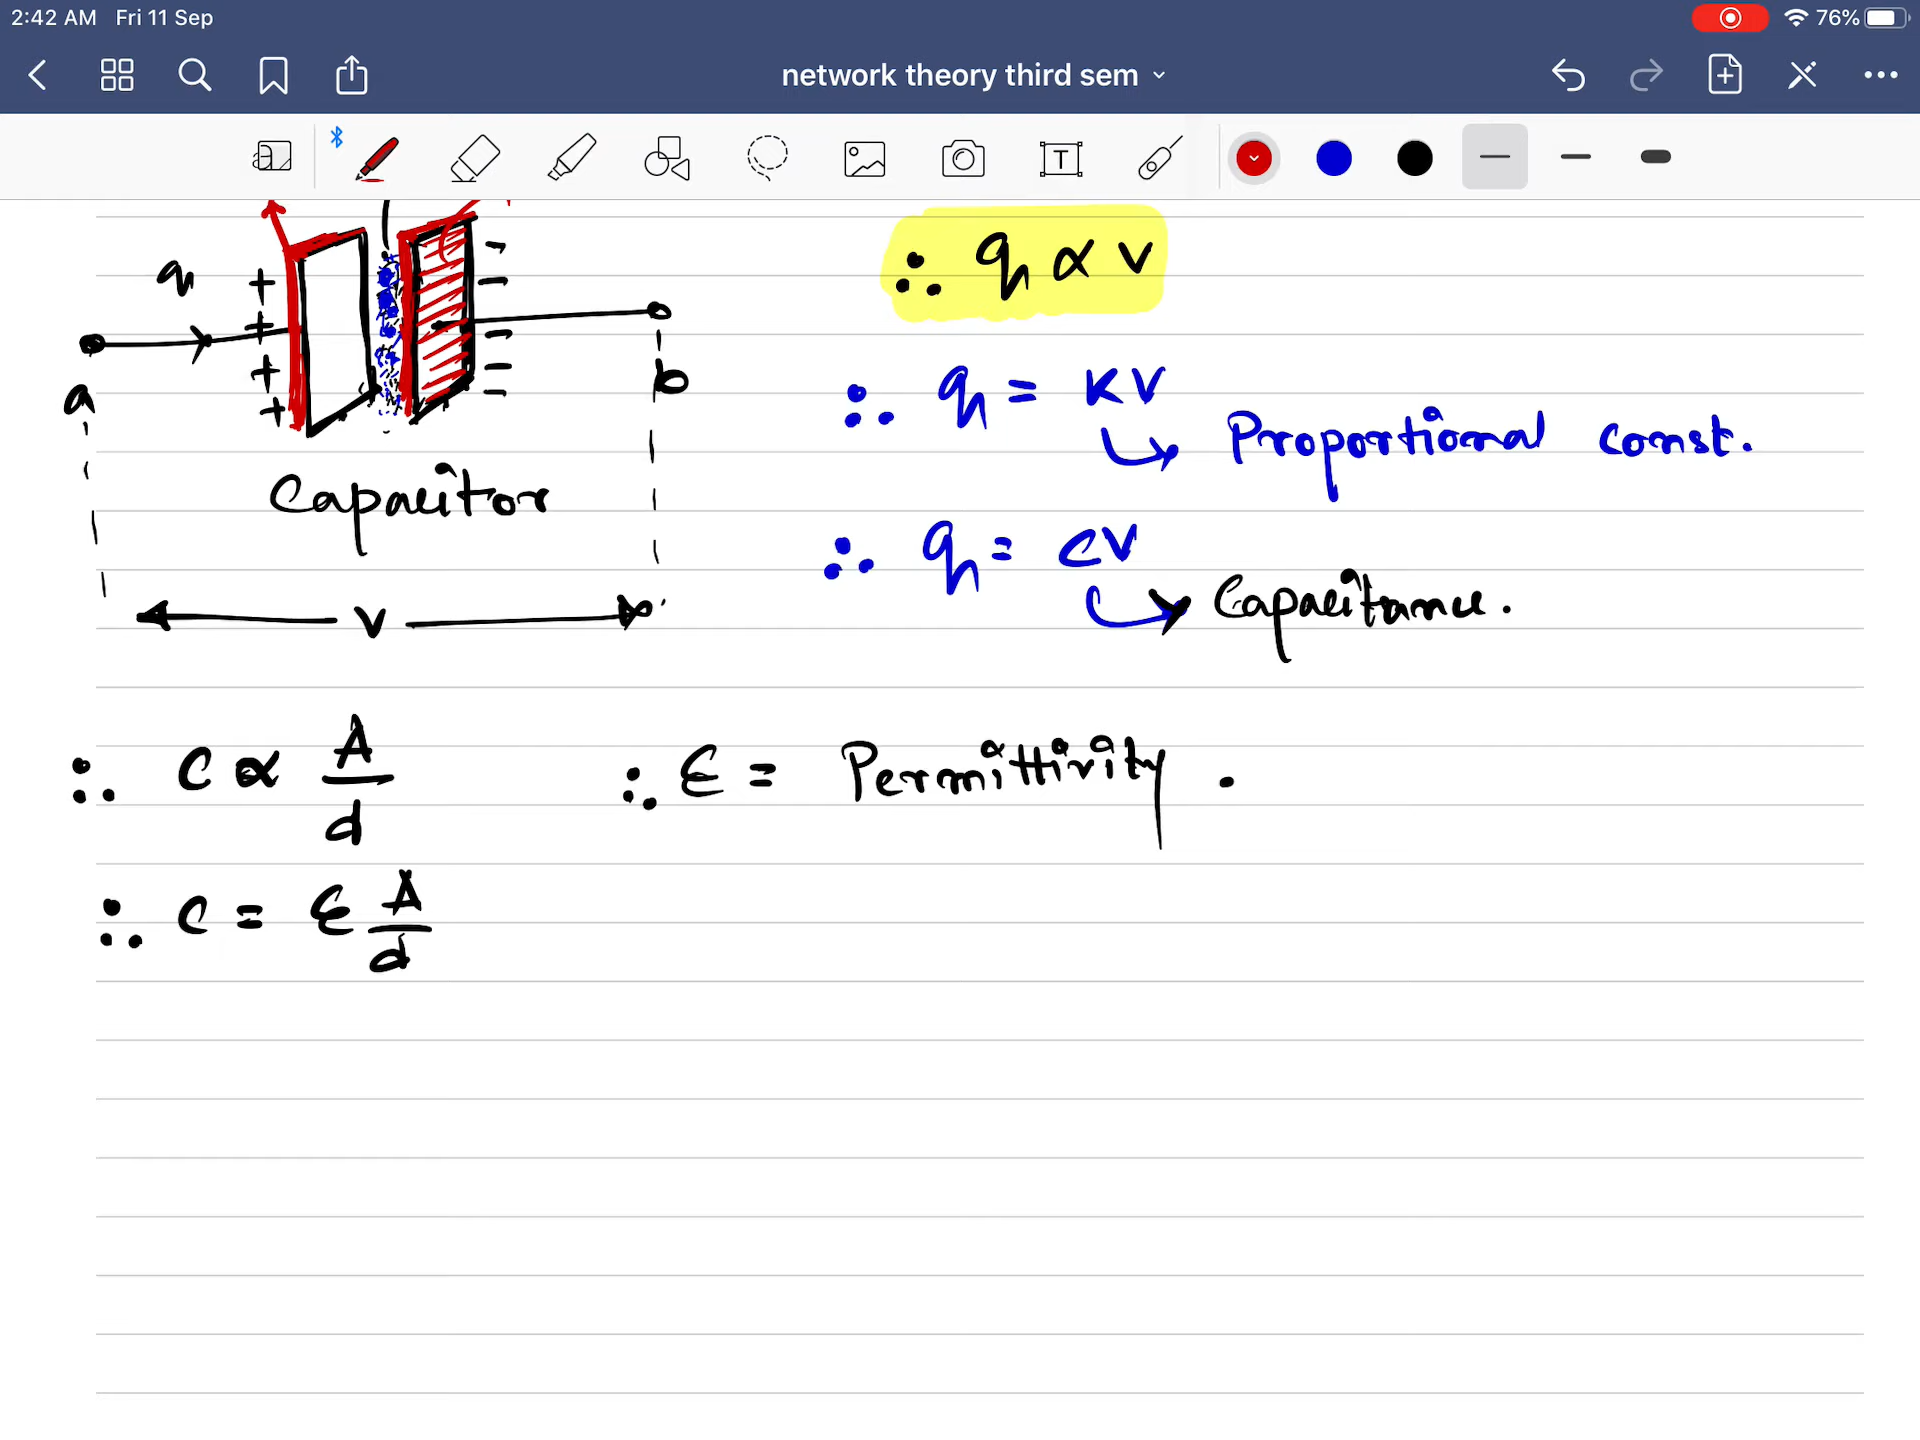 2:42 AM Fri 11 Sep 76%
network theory third sem
T
∴ q ∝ v
q
+
+
+
+
a
b
∴ q = KV
Proportional const.
Capacitor
∴ q = CV
Capacitance.
V
∴ C ∝ A/d
∴ ε = Permittivity .
∴ C = ε A/d